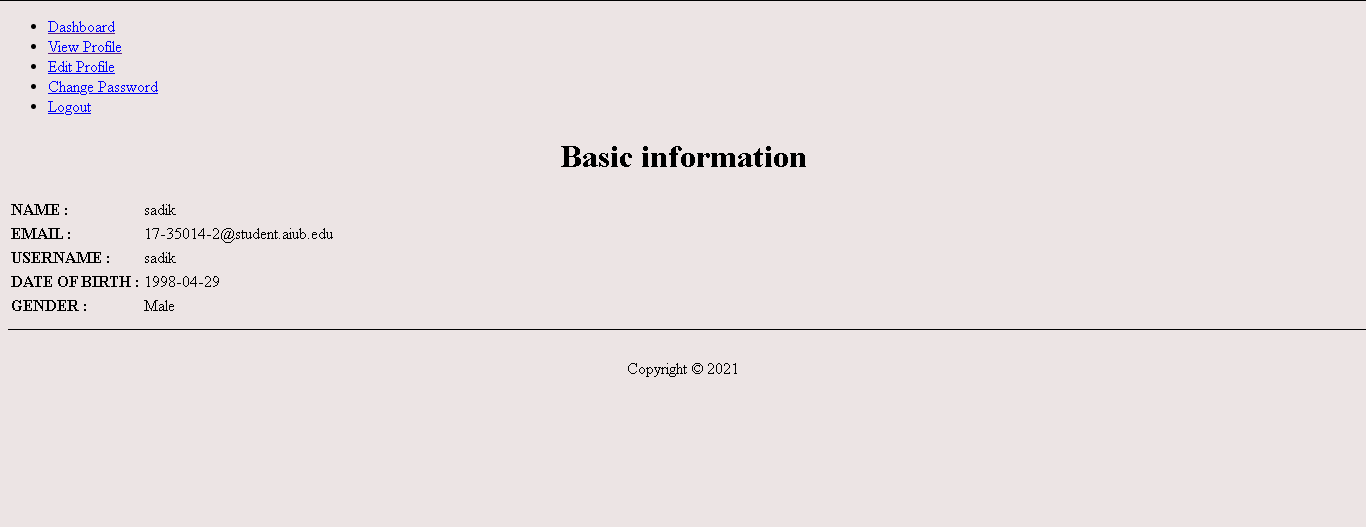 Dashboard
View Profile
Edit Profile
Change Password
Logout
Basic information
NAME : sadik
EMAIL : 17-35014-2@student.aiub.edu
USERNAME : sadik
DATE OF BIRTH : 1998-04-29
GENDER : Male
Copyright © 2021